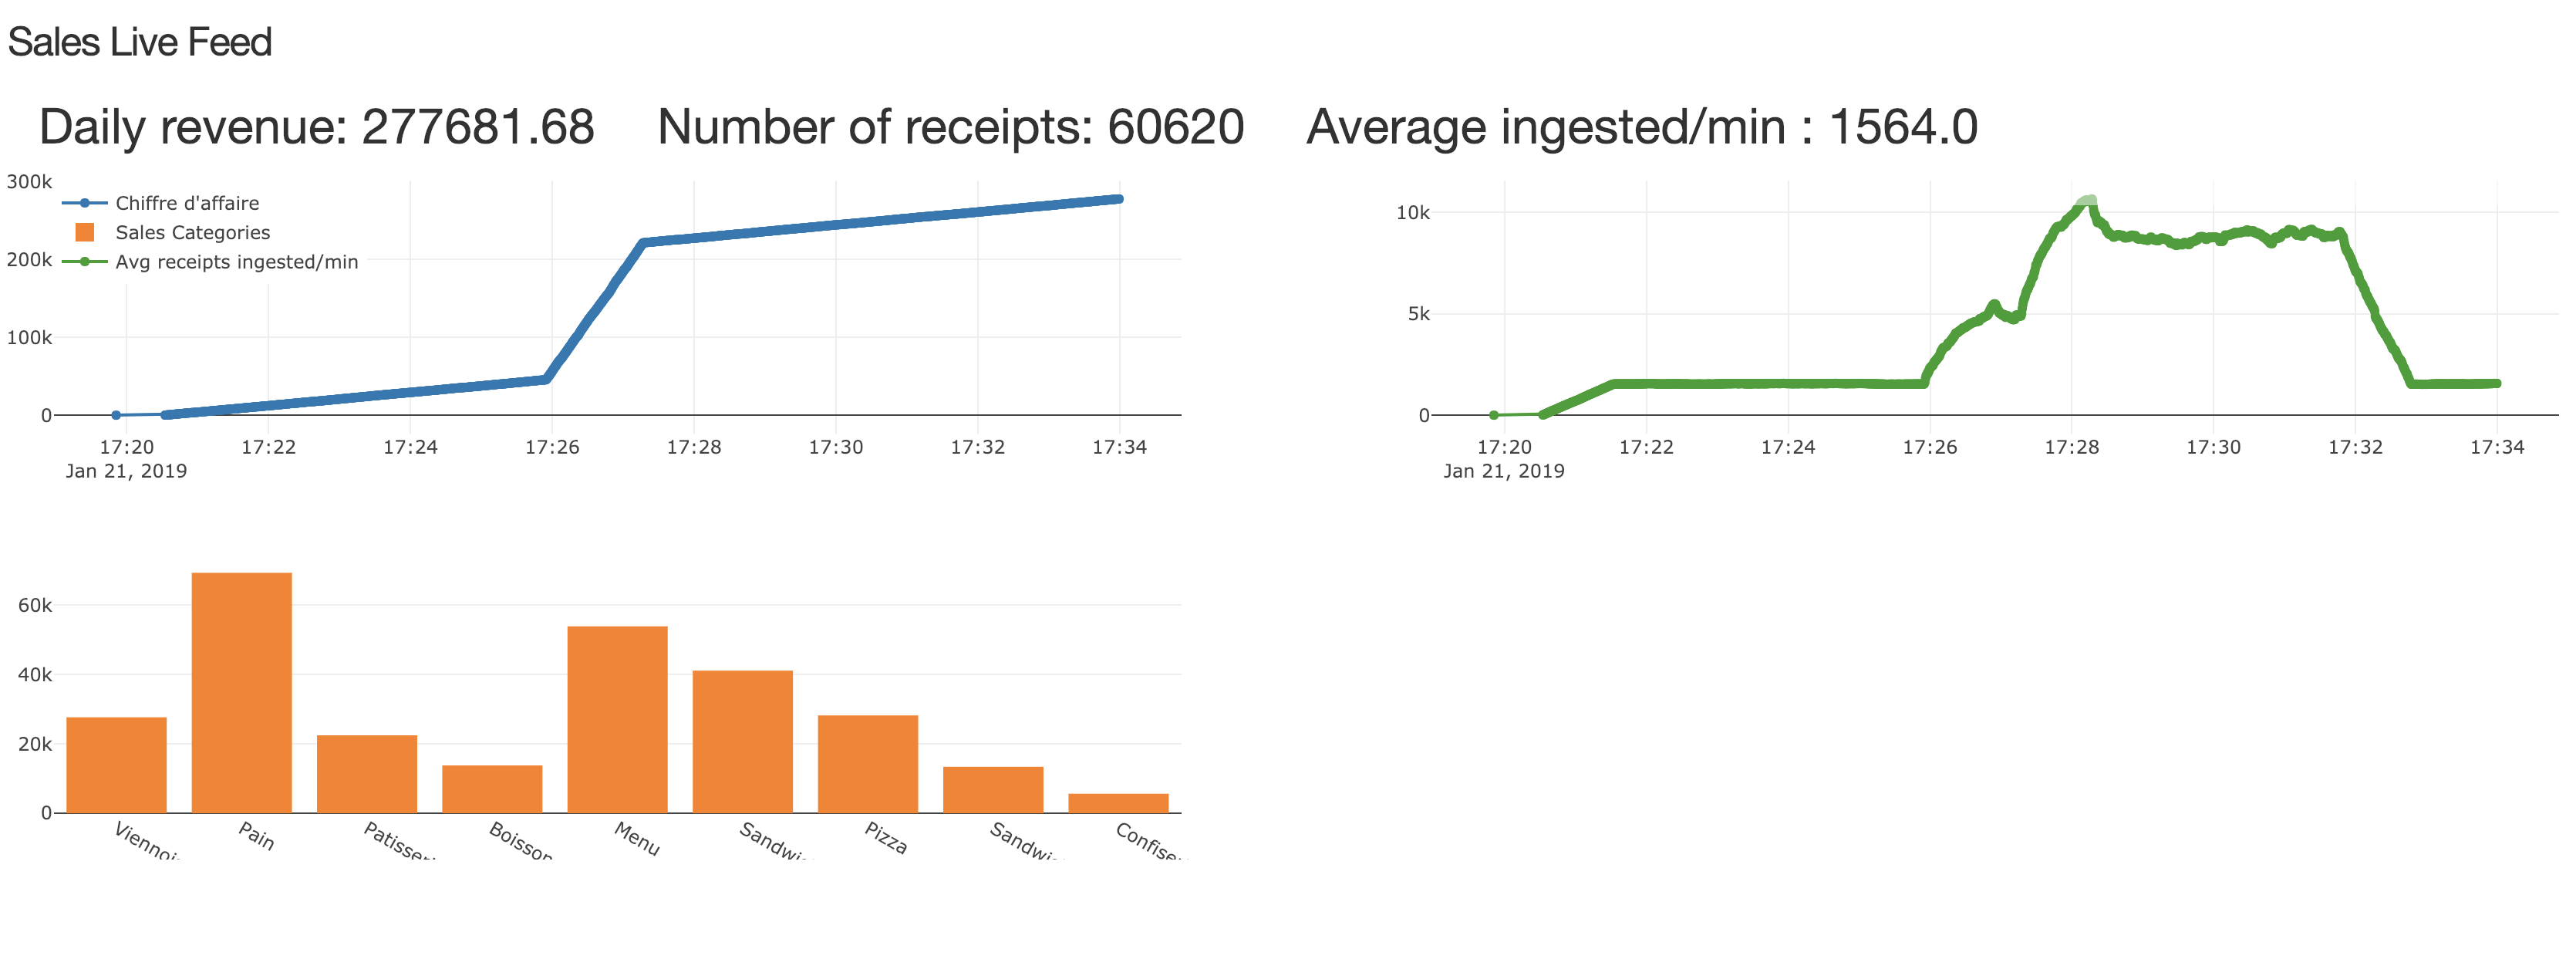 Sales Live Feed
Daily revenue: 277681.68
Number of receipts: 60620
Average ingested/min : 1564.0
300k
200k
100k
0
Chiffre d'affaire
Sales Categories
Avg receipts ingested/min
17:20 17:22 17:24 17:26 17:28 17:30 17:32 17:34
Jan 21, 2019
10k
5k
0
17:20 17:22 17:24 17:26 17:28 17:30 17:32 17:34
Jan 21, 2019
60k
40k
20k
0
Pain
Boisson
Menu
Pizza